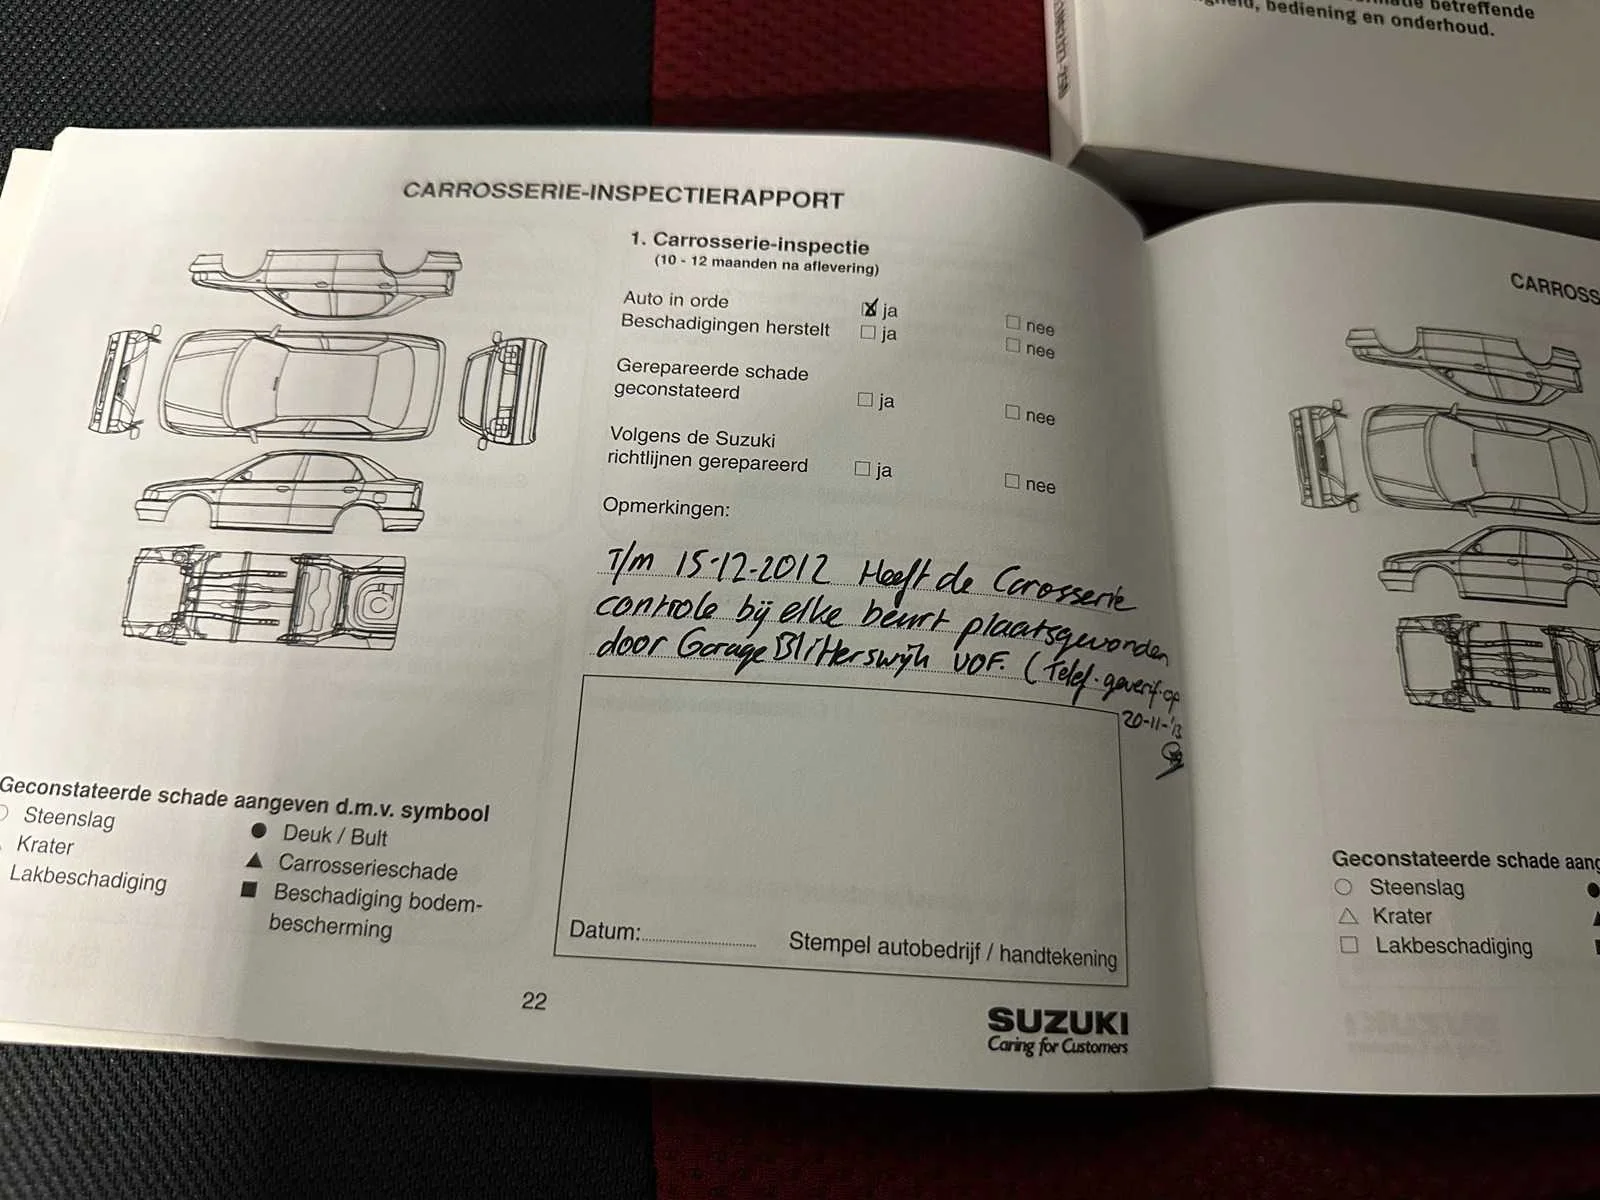 betreffende
, bediening en onderhoud.
CARROSSERIE-INSPECTIERAPPORT
1. Carrosserie-inspectie
(10 - 12 maanden na aflevering)
Auto in orde ja nee
Beschadigingen herstelt ja nee
Gerepareerde schade
geconstateerd ja nee
Volgens de Suzuki
richtlijnen gerepareerd ja nee
Opmerkingen:
T/m 15-12-2012 Heeft de Carosserie
controle bij elke beurt plaatsgevonden
door Garage Blitterswijk VOF. (Telef. geverif. op
20-11-'13
Geconstateerde schade aangeven d.m.v. symbool
Steenslag
Krater
Lakbeschadiging
Deuk / Bult
Carrosserieschade
Beschadiging bodem-
bescherming
Datum:
Stempel autobedrijf / handtekening
22
SUZUKI
Caring for Customers
CARROSS
Geconstateerde schade aang
Steenslag
Krater
Lakbeschadiging